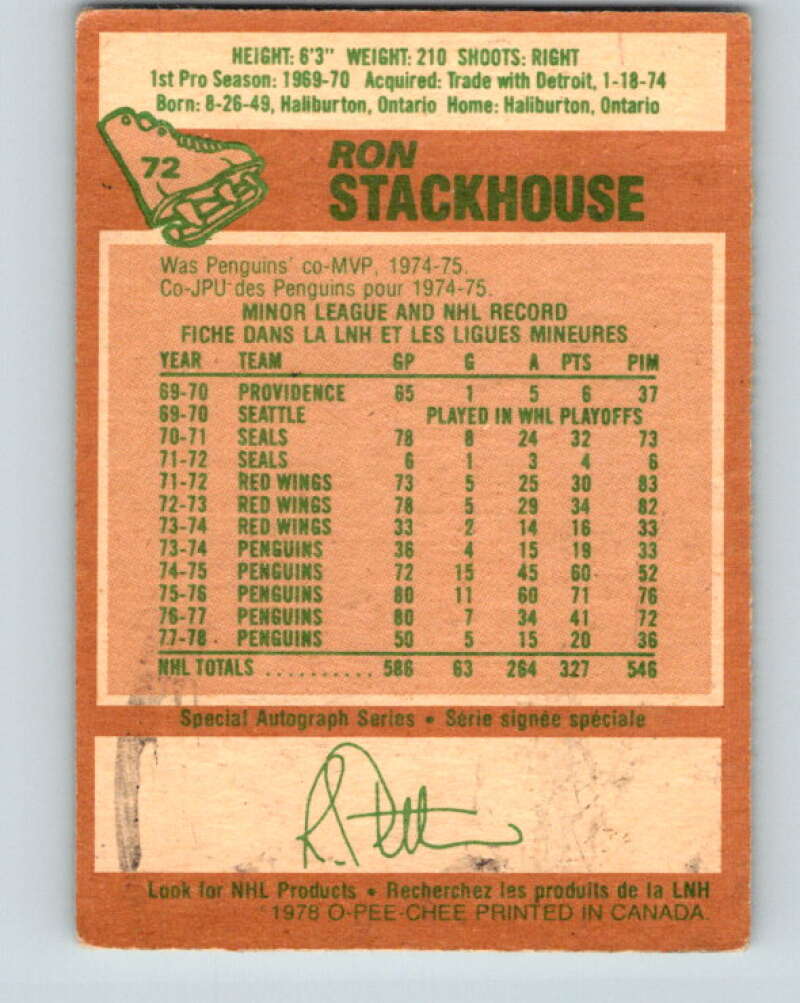 HEIGHT: 6'3" WEIGHT: 210 SHOOTS: RIGHT
1st Pro Season: 1969-70 Acquired: Trade with Detroit, 1-18-74
Born: 8-26-49, Haliburton, Ontario Home: Haliburton, Ontario
72
RON
STACKHOUSE
Was Penguins' co-MVP, 1974-75.
Co-JPU des Penguins pour 1974-75.
MINOR LEAGUE AND NHL RECORD
FICHE DANS LA LNH ET LES LIGUES MINEURES
YEAR TEAM GP G A PTS PIM
69-70 PROVIDENCE 65 1 5 6 37
69-70 SEATTLE PLAYED IN WHL PLAYOFFS
70-71 SEALS 78 8 24 32 73
71-72 SEALS 6 1 3 4 6
71-72 RED WINGS 73 5 25 30 83
72-73 RED WINGS 78 5 29 34 82
73-74 RED WINGS 33 2 14 16 33
73-74 PENGUINS 36 4 15 19 33
74-75 PENGUINS 72 15 45 60 52
75-76 PENGUINS 80 11 60 71 76
76-77 PENGUINS 80 7 34 41 72
77-78 PENGUINS 50 5 15 20 36
NHL TOTALS .......... 586 63 264 327 546
Special Autograph Series • Série signée spéciale
Look for NHL Products • Recherchez les produits de la LNH
1978 O-PEE-CHEE PRINTED IN CANADA.